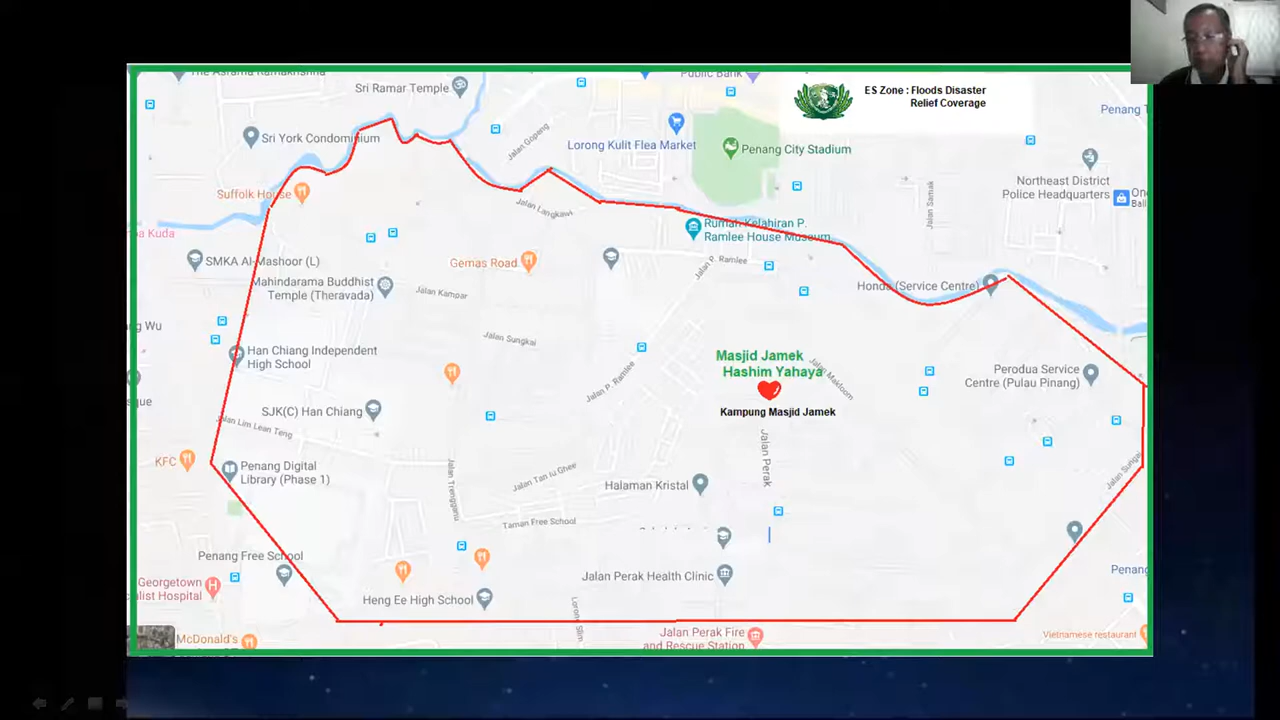 The Asrama Ramakrishna
Public Bank
Sri Ramar Temple
ES Zone : Floods Disaster
Relief Coverage
Penang
Sri York Condominium
Jalan Gopeng
Lorong Kulit Flea Market
Penang City Stadium
Northeast District
Police Headquarters
Suffolk House
Jalan Langkawi
Jalan Samak
Rumah Kelahiran P.
Ramlee House Museum
Kuda
SMKA Al-Mashoor (L)
Gemas Road
Jalan P. Ramlee
Mahindarama Buddhist
Temple (Theravada)
Jalan Kampar
Honda (Service Centre)
Wu
Jalan Sungkai
Han Chiang Independent
High School
Masjid Jamek
Hashim Yahaya
Jalan Makloom
Perodua Service
Centre (Pulau Pinang)
Jalan P. Ramlee
SJK(C) Han Chiang
Kampung Masjid Jamek
Jalan Lim Lean Teng
Jalan Perak
KFC
Penang Digital
Library (Phase 1)
Jalan Trengganu
Jalan Tan Iu Ghee
Halaman Kristal
Jalan Sungai
Taman Free School
Penang Free School
Jalan Perak Health Clinic
Penang
Georgetown
Hospital
Heng Ee High School
Lorong Slim
McDonald's
Jalan Perak Fire
and Rescue Station
Vietnamese restaurant